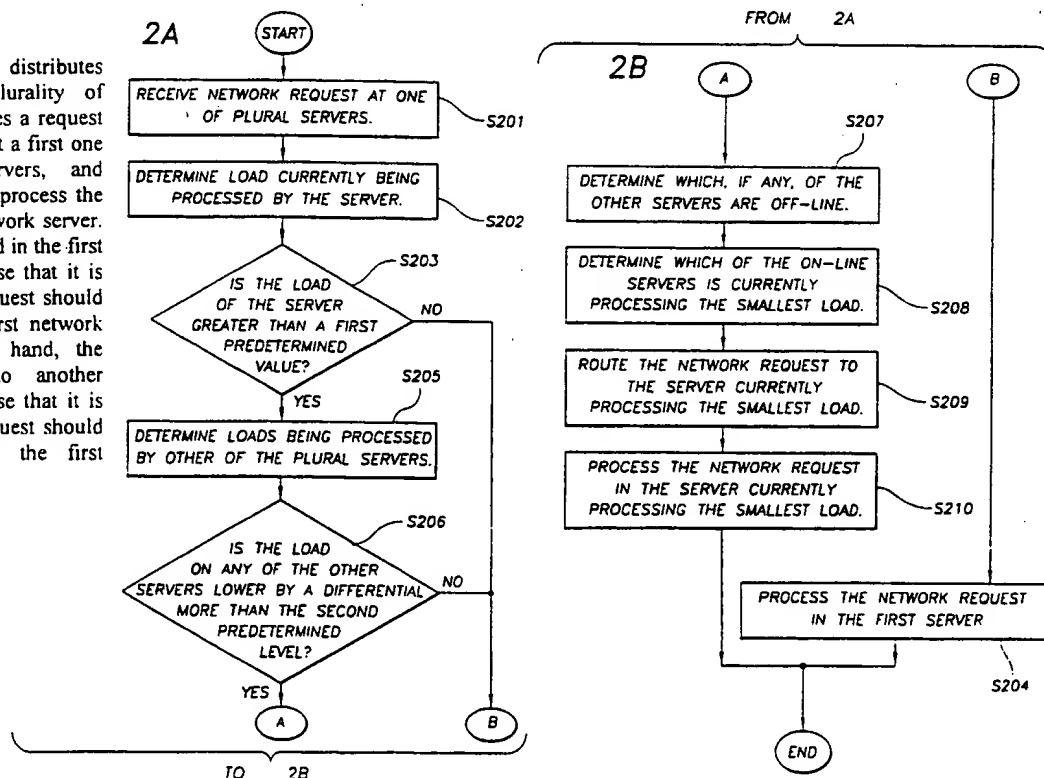 distributes
lurality of
es a request
t a first one
rvers, and
process the
work server.
d in the first
se that it is
uest should
rst network
hand, the
o another
se that it is
uest should
the first
2A
START
RECEIVE NETWORK REQUEST AT ONE
OF PLURAL SERVERS.
S201
DETERMINE LOAD CURRENTLY BEING
PROCESSED BY THE SERVER.
S202
S203
IS THE LOAD
OF THE SERVER
GREATER THAN A FIRST
PREDETERMINED
VALUE?
NO
YES
S205
DETERMINE LOADS BEING PROCESSED
BY OTHER OF THE PLURAL SERVERS.
S206
IS THE LOAD
ON ANY OF THE OTHER
SERVERS LOWER BY A DIFFERENTIAL
MORE THAN THE SECOND
PREDETERMINED
LEVEL?
NO
YES
A
B
TO 2B
FROM 2A
2B
A
B
S207
DETERMINE WHICH, IF ANY, OF THE
OTHER SERVERS ARE OFF-LINE.
DETERMINE WHICH OF THE ON-LINE
SERVERS IS CURRENTLY
PROCESSING THE SMALLEST LOAD.
S208
ROUTE THE NETWORK REQUEST TO
THE SERVER CURRENTLY
PROCESSING THE SMALLEST LOAD.
S209
PROCESS THE NETWORK REQUEST
IN THE SERVER CURRENTLY
PROCESSING THE SMALLEST LOAD.
S210
PROCESS THE NETWORK REQUEST
IN THE FIRST SERVER
S204
END